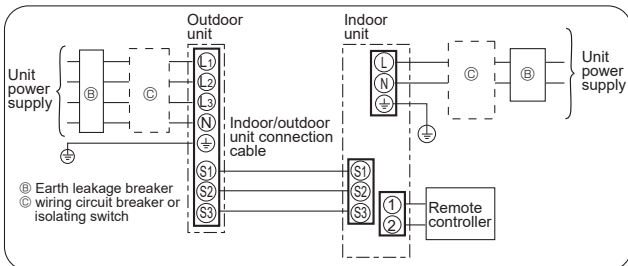 Outdoor
unit
Indoor
unit
Unit
power
supply
Ⓑ
Ⓒ
L1
L2
L3
N
S1
S2
S3
Indoor/outdoor
unit connection
cable
L
N
Ⓒ
Ⓑ
Unit
power
supply
S1
S2
S3
1
2
Remote
controller
Ⓑ Earth leakage breaker
Ⓒ wiring circuit breaker or
isolating switch